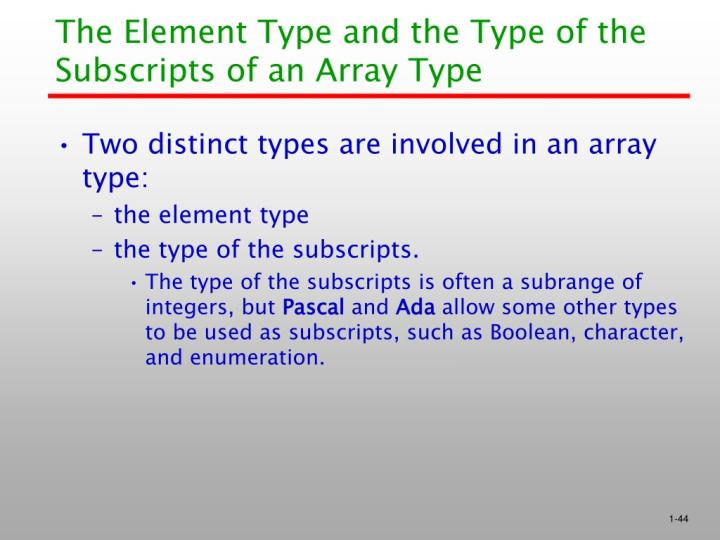 The Element Type and the Type of the
Subscripts of an Array Type
• Two distinct types are involved in an array
type:
– the element type
– the type of the subscripts.
• The type of the subscripts is often a subrange of
integers, but Pascal and Ada allow some other types
to be used as subscripts, such as Boolean, character,
and enumeration.
1-44